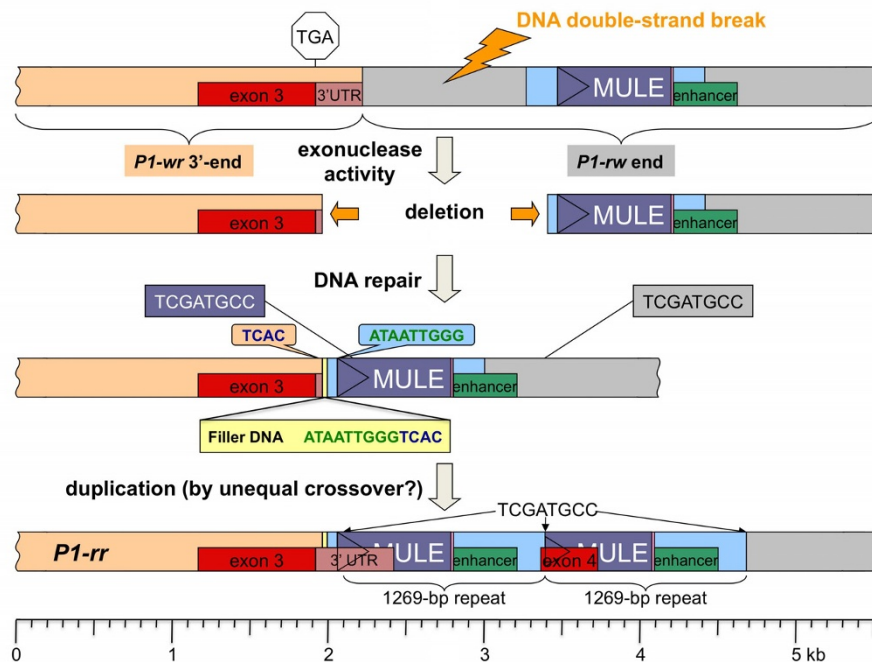 TGA
DNA double-strand break
exon 3
3'UTR
MULE
enhancer
P1-wr 3'-end
exonuclease
activity
P1-rw end
exon 3
deletion
MULE
enhancer
DNA repair
TCGATGCC
TCGATGCC
TCAC
ATAATTGGG
exon 3
MULE
enhancer
Filler DNA ATAATTGGGTCAC
duplication (by unequal crossover?)
TCGATGCC
P1-rr
exon 3
3' UTR
MULE
enhancer
exon 4
MULE
enhancer
1269-bp repeat
1269-bp repeat
0 1 2 3 4 5 kb